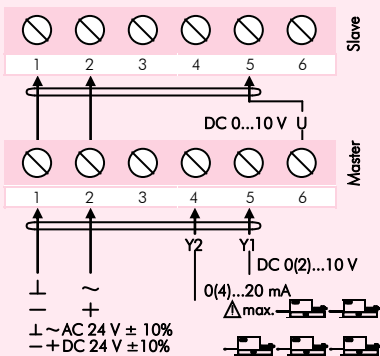 Slave
1 2 3 4 5 6
DC 0...10 V U
Master
1 2 3 4 5 6
Y2 Y1
DC 0(2)...10 V
⊥ ~ 0(4)...20 mA
− + max.
⊥ ~ AC 24 V ± 10%
− + DC 24 V ± 10%